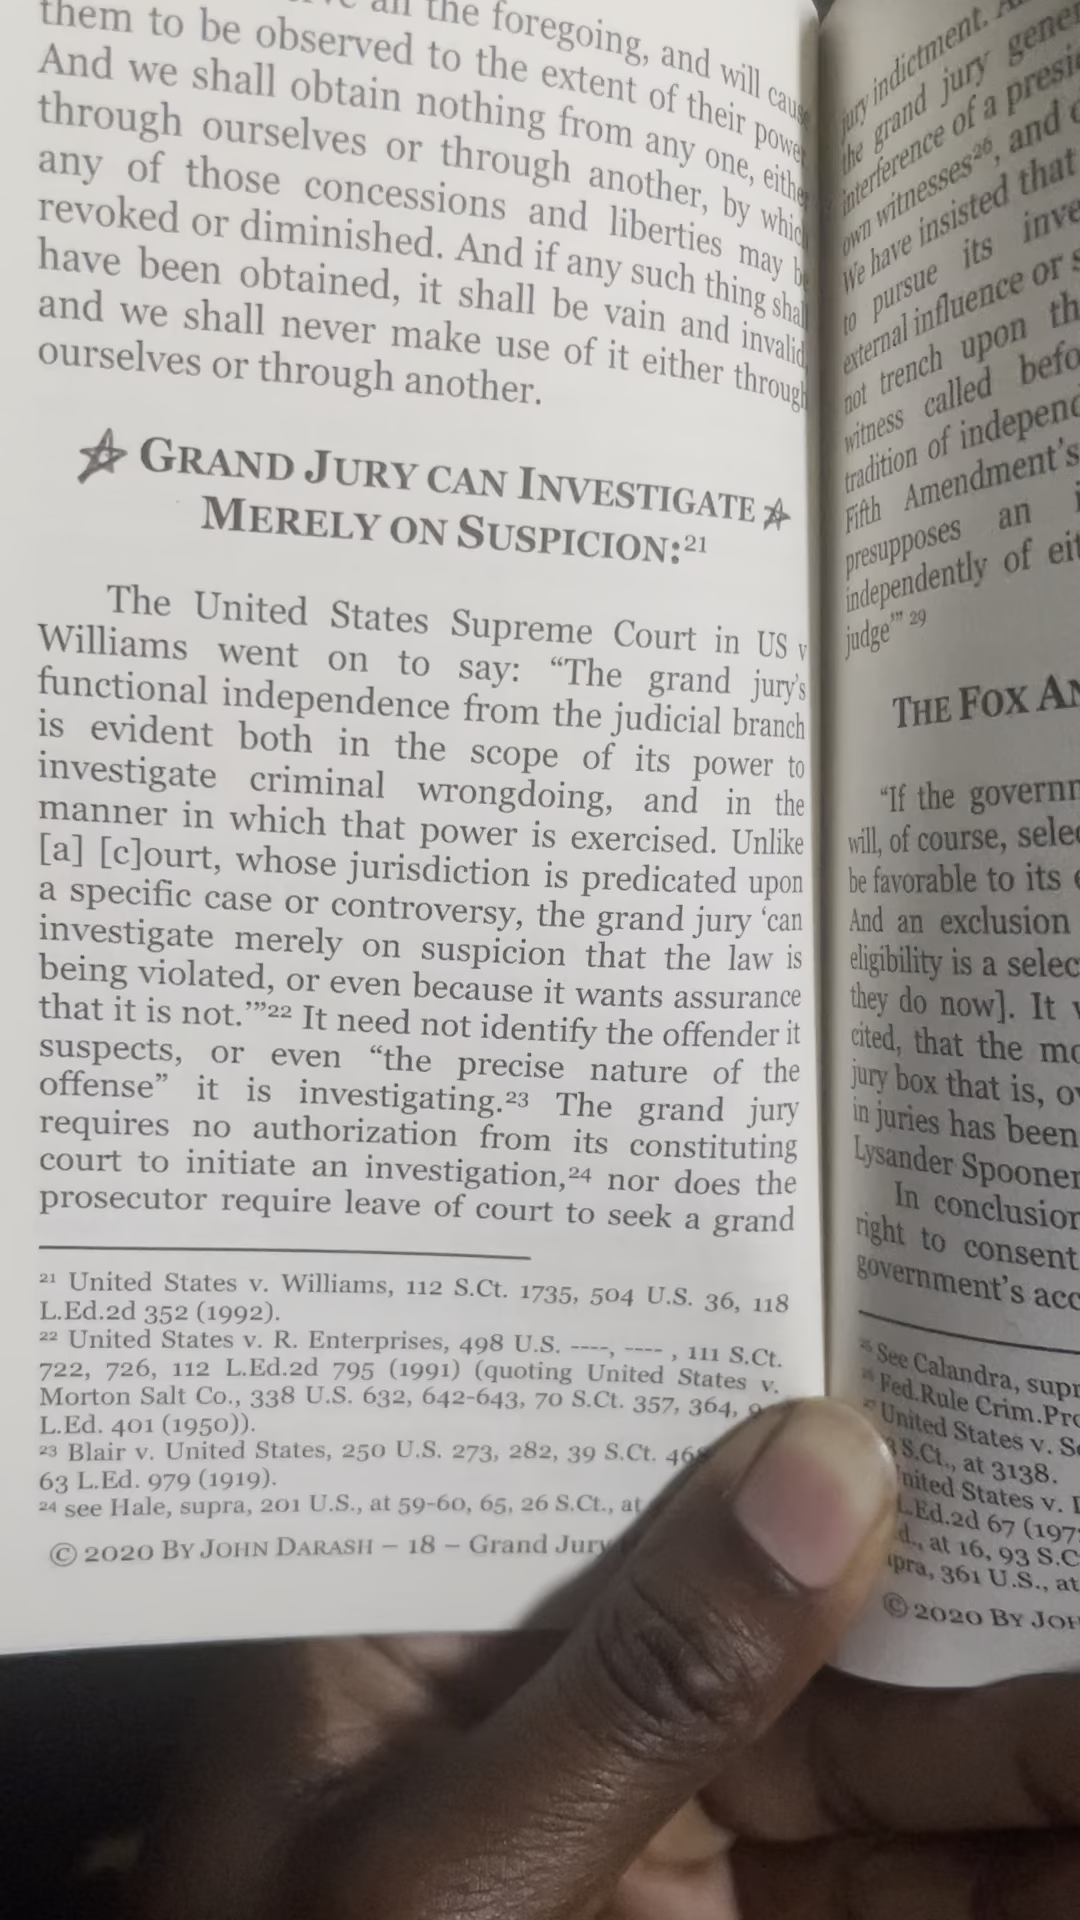 all the foregoing, and will cause
them to be observed to the extent of their power.
And we shall obtain nothing from any one, either
through ourselves or through another, by which
any of those concessions and liberties may be
revoked or diminished. And if any such thing shall
have been obtained, it shall be vain and invalid,
and we shall never make use of it either through
ourselves or through another.
GRAND JURY CAN INVESTIGATE
MERELY ON SUSPICION:21
The United States Supreme Court in US v
Williams went on to say: “The grand jury's
functional independence from the judicial branch
is evident both in the scope of its power to
investigate criminal wrongdoing, and in the
manner in which that power is exercised. Unlike
[a] [c]ourt, whose jurisdiction is predicated upon
a specific case or controversy, the grand jury ‘can
investigate merely on suspicion that the law is
being violated, or even because it wants assurance
that it is not.’”22 It need not identify the offender it
suspects, or even “the precise nature of the
offense” it is investigating.23 The grand jury
requires no authorization from its constituting
court to initiate an investigation,24 nor does the
prosecutor require leave of court to seek a grand
21 United States v. Williams, 112 S.Ct. 1735, 504 U.S. 36, 118
L.Ed.2d 352 (1992).
22 United States v. R. Enterprises, 498 U.S. ----, ---- , 111 S.Ct.
722, 726, 112 L.Ed.2d 795 (1991) (quoting United States v.
Morton Salt Co., 338 U.S. 632, 642-643, 70 S.Ct. 357, 364,
L.Ed. 401 (1950)).
23 Blair v. United States, 250 U.S. 273, 282, 39 S.Ct.
63 L.Ed. 979 (1919).
24 see Hale, supra, 201 U.S., at 59-60, 65, 26 S.Ct., at
© 2020 BY JOHN DARASH – 18 – Grand Jury
jury indictment.
the grand jury
interference of a
own witnesses26, and
We have insisted that
to pursue its
external influence or
not trench upon
witness called
tradition of
Fifth Amendment's
presupposes an
independently of
judge’” 29
THE FOX
“If the
will, of course,
be favorable to its
And an exclusion
eligibility is a
they do now]. It
cited, that the
jury box that is,
in juries has been
Lysander Spooner
In
right to consent
government's
25 See Calandra,
26 Fed.Rule
27 United States v.
S.Ct., at 3138.
United States v.
L.Ed.2d 67
at 16, 93
361 U.S., at
© 2020 BY